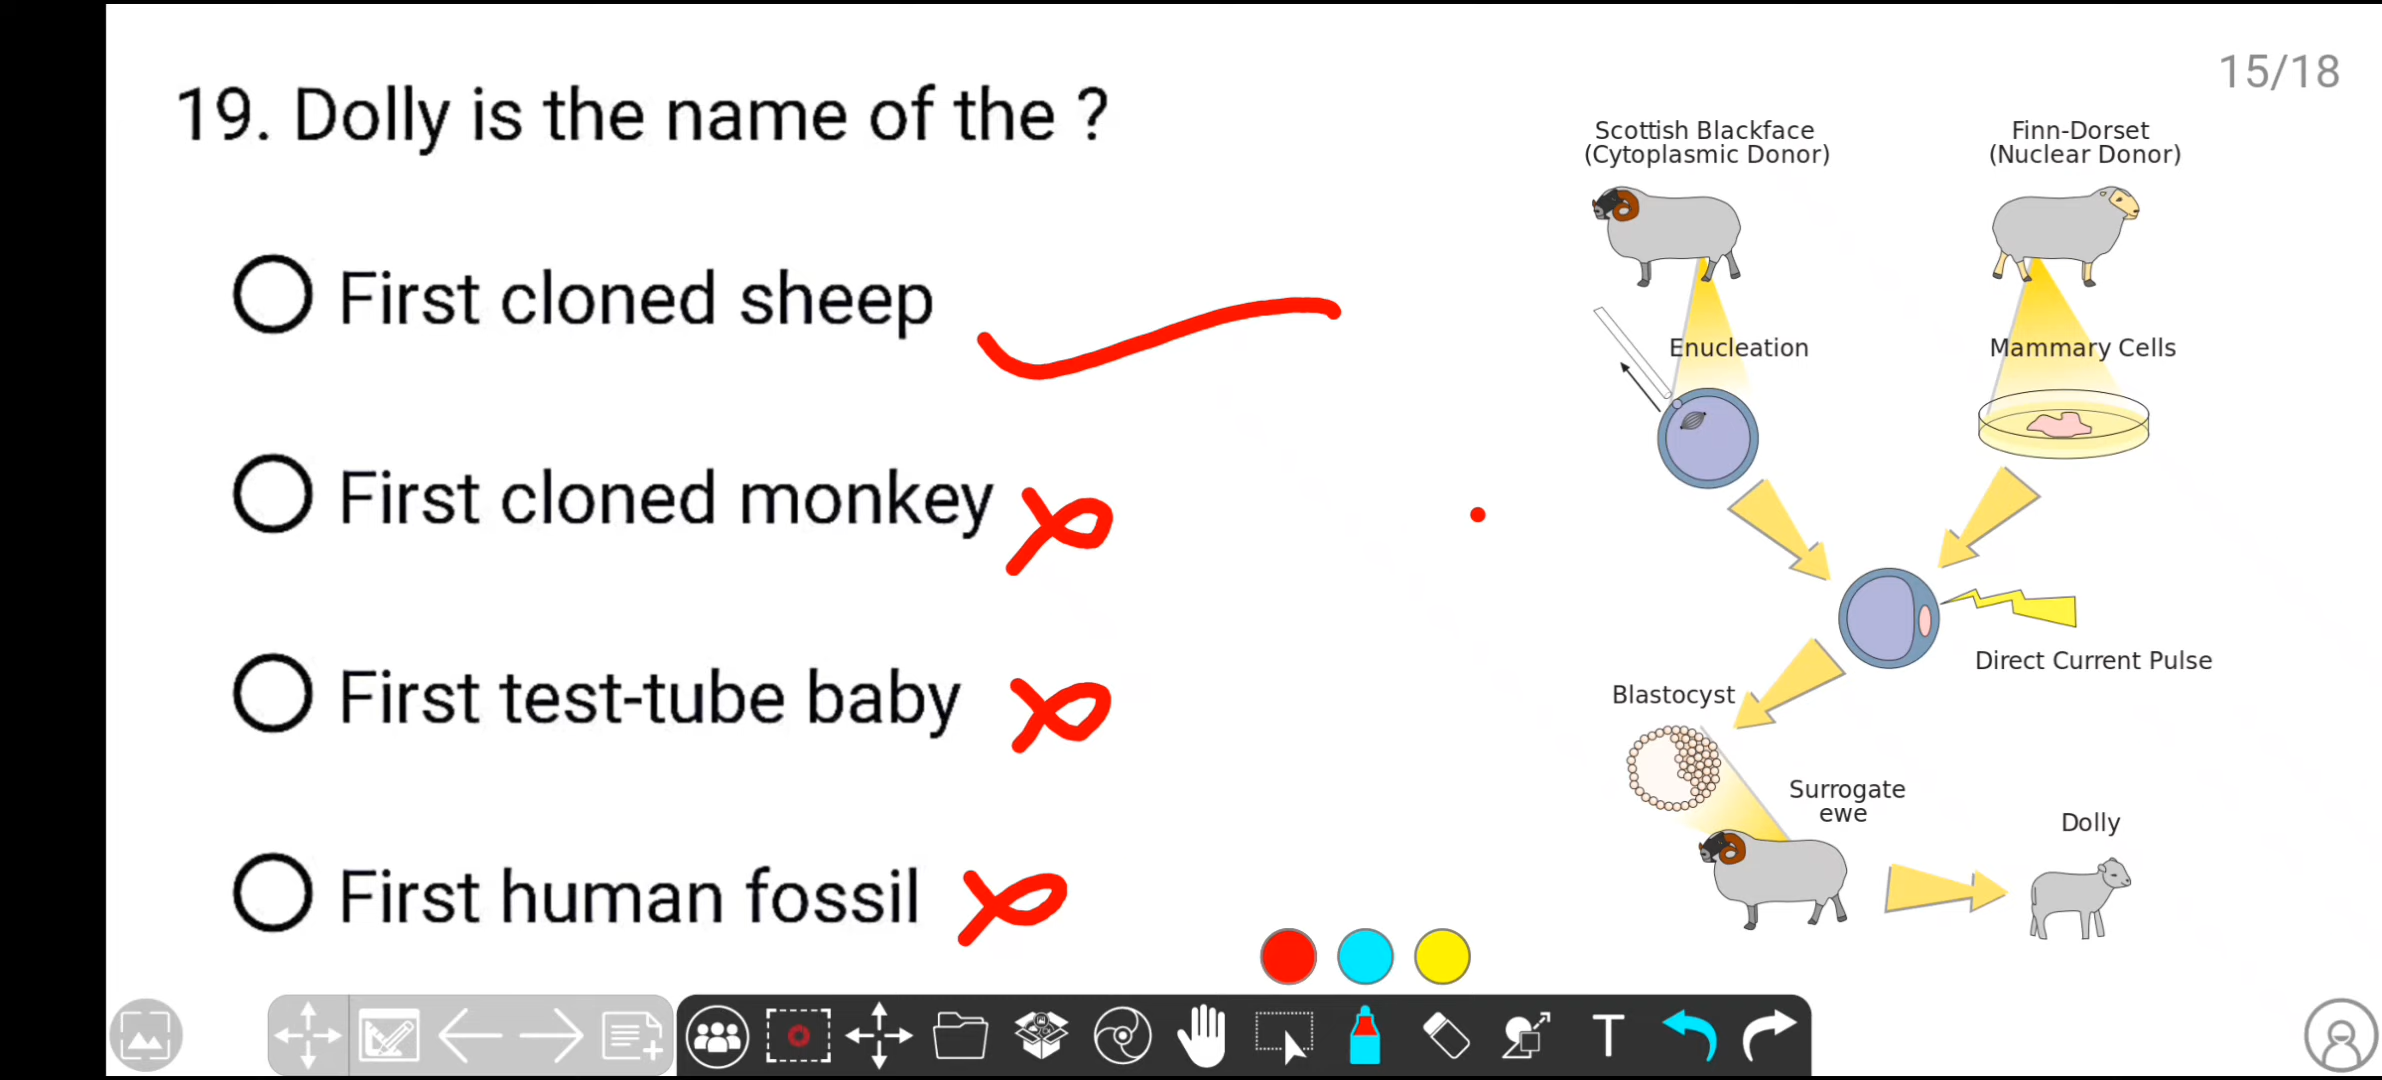 15/18
19. Dolly is the name of the ?
First cloned sheep
First cloned monkey
First test-tube baby
First human fossil
Scottish Blackface
(Cytoplasmic Donor)
Finn-Dorset
(Nuclear Donor)
Enucleation
Mammary Cells
Direct Current Pulse
Blastocyst
Surrogate
ewe
Dolly
T